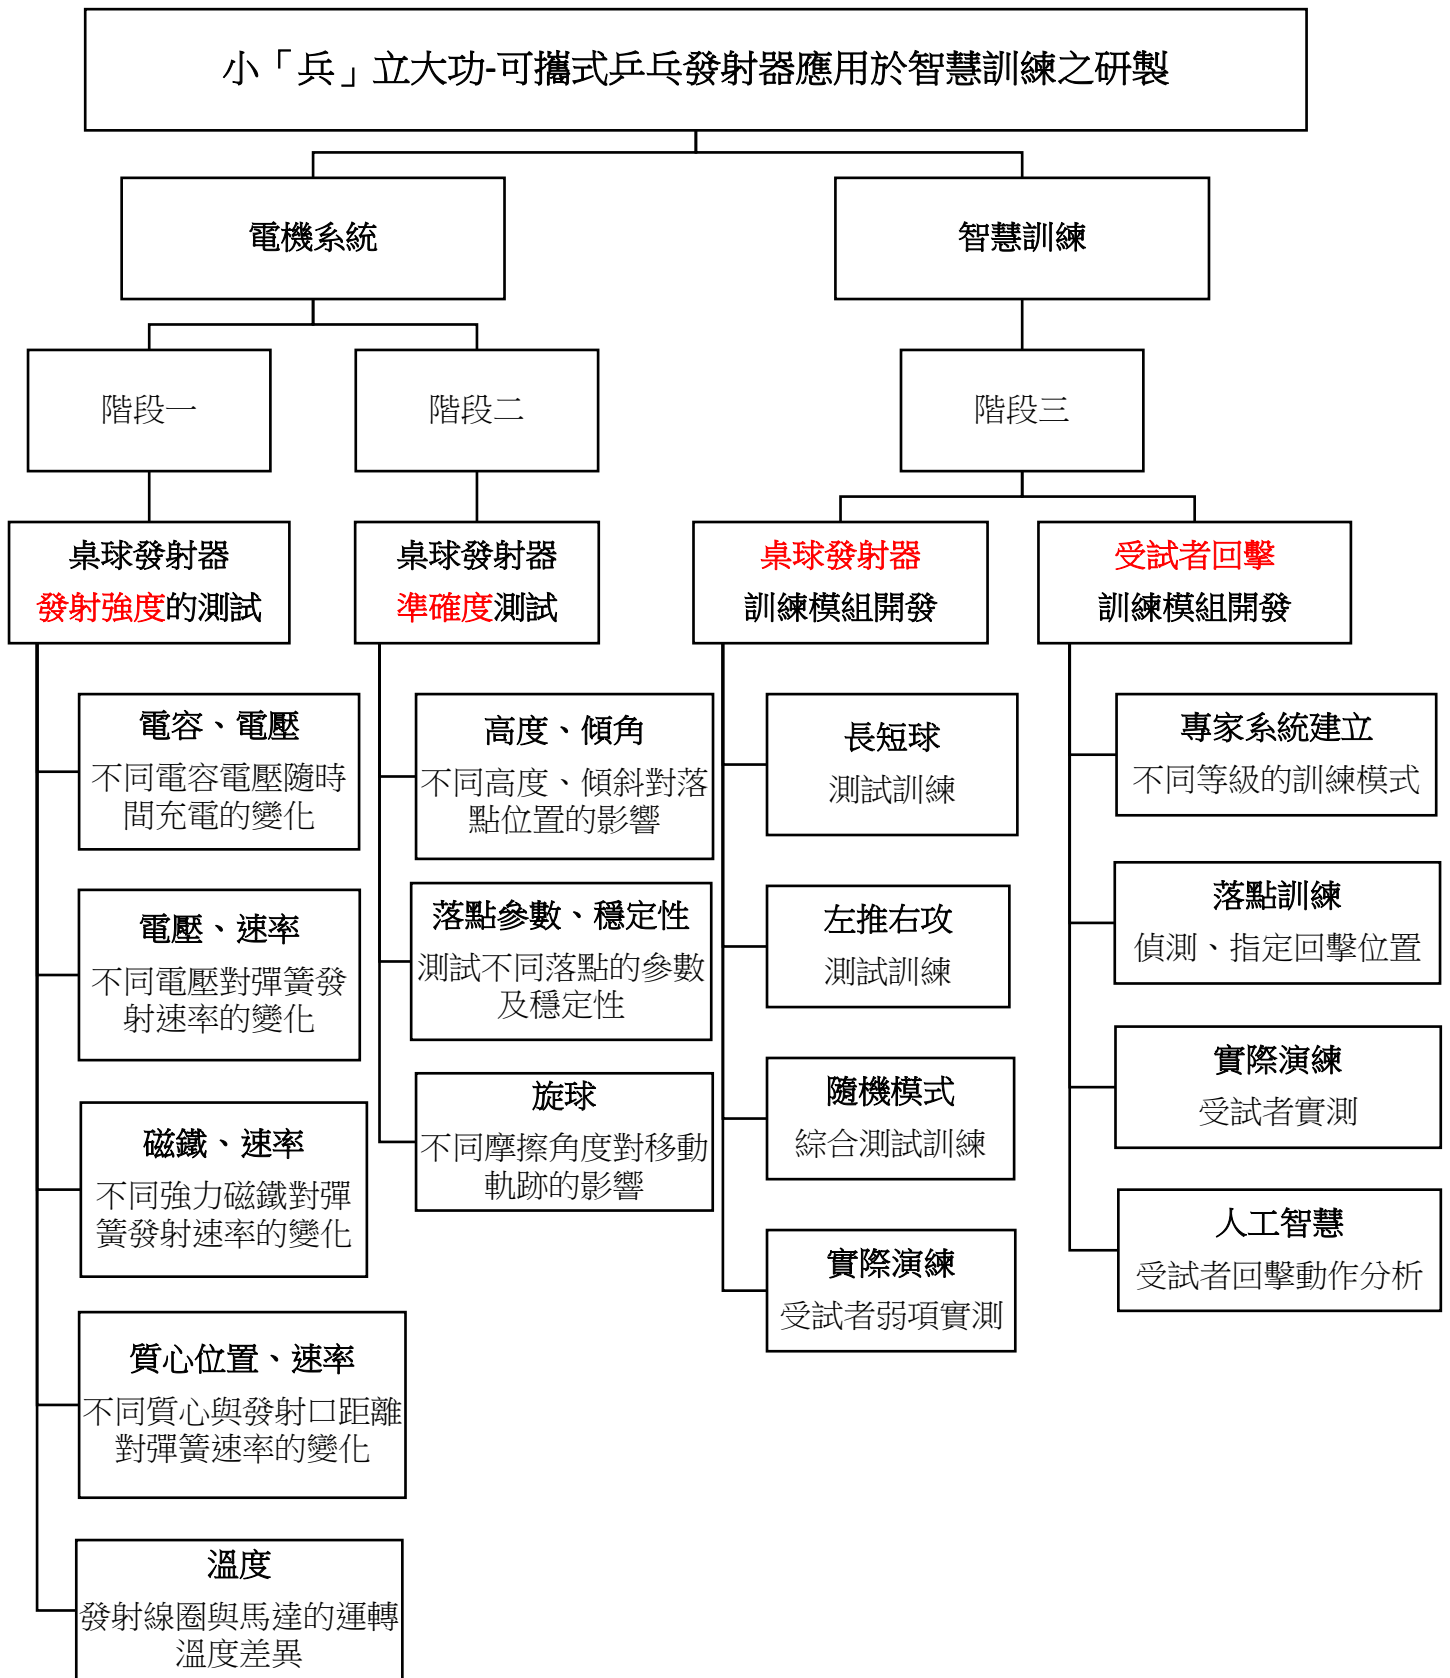 小「兵」立大功-可攜式乒乓發射器應用於智慧訓練之研製
電機系統
智慧訓練
階段一
階段二
階段三
桌球發射器
發射強度的測試
桌球發射器
準確度測試
桌球發射器
訓練模組開發
受試者回擊
訓練模組開發
電容、電壓
不同電容電壓隨時
間充電的變化
電壓、速率
不同電壓對彈簧發
射速率的變化
磁鐵、速率
不同強力磁鐵對彈
簧發射速率的變化
質心位置、速率
不同質心與發射口距離
對彈簧速率的變化
溫度
發射線圈與馬達的運轉
溫度差異
高度、傾角
不同高度、傾斜對落
點位置的影響
落點參數、穩定性
測試不同落點的參數
及穩定性
旋球
不同摩擦角度對移動
軌跡的影響
長短球
測試訓練
左推右攻
測試訓練
隨機模式
綜合測試訓練
實際演練
受試者弱項實測
專家系統建立
不同等級的訓練模式
落點訓練
偵測、指定回擊位置
實際演練
受試者實測
人工智慧
受試者回擊動作分析